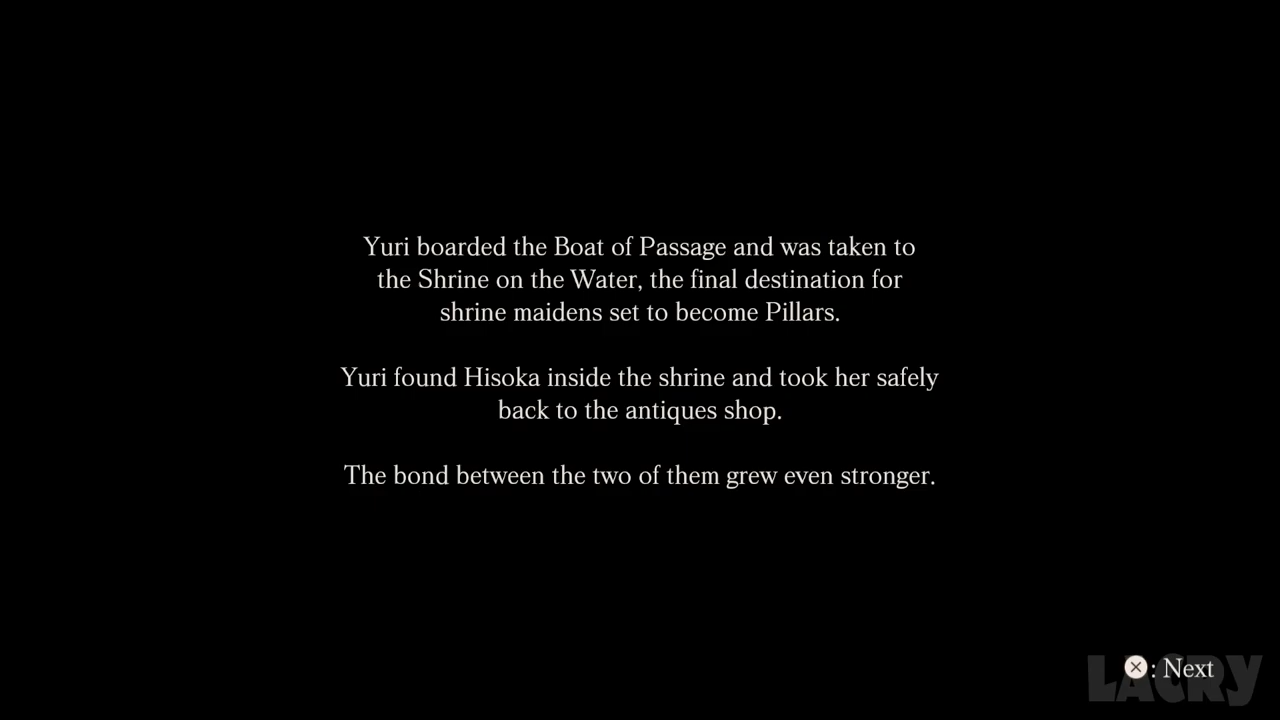 Yuri boarded the Boat of Passage and was taken to
the Shrine on the Water, the final destination for
shrine maidens set to become Pillars.
Yuri found Hisoka inside the shrine and took her safely
back to the antiques shop.
The bond between the two of them grew even stronger.
: Next
LACRY